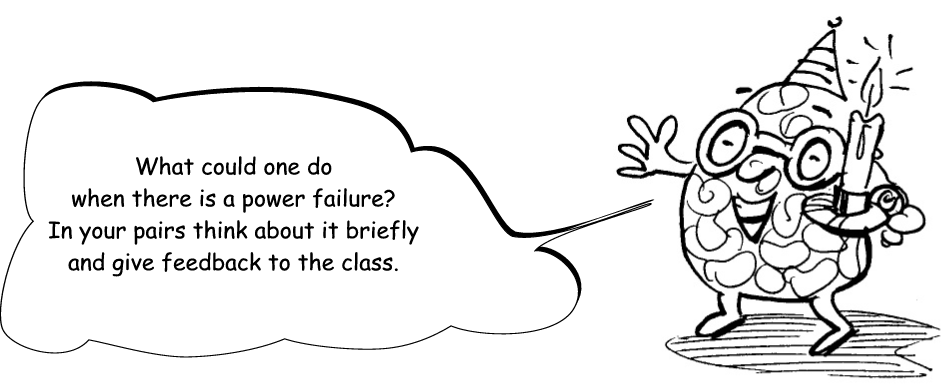 What could one do
when there is a power failure?
In your pairs think about it briefly
and give feedback to the class.